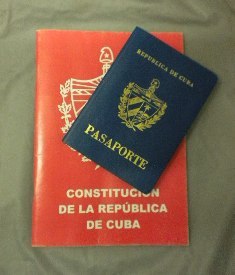 REPUBLICA DE CUBA
PASAPORTE
CONSTITUCIÓN
DE LA REPÚBLICA
DE CUBA